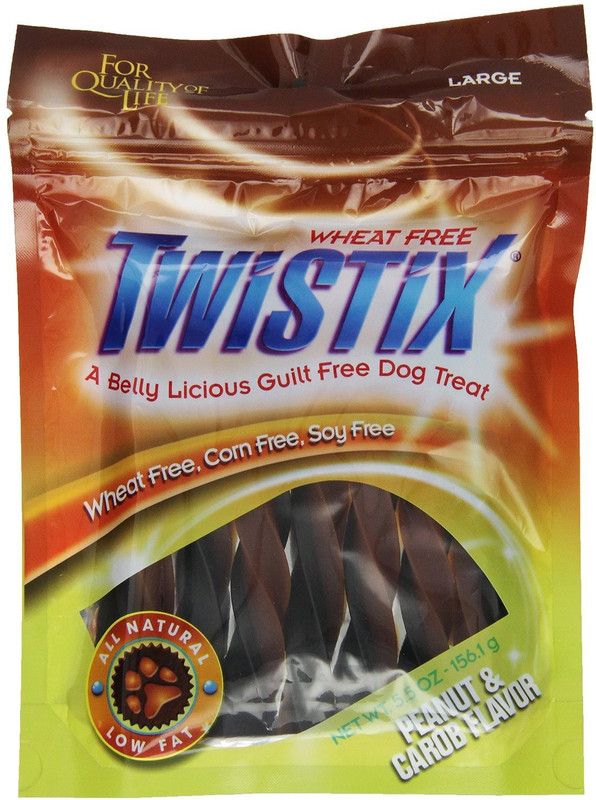 FOR
QUALITY OF
LIFE
LARGE
WHEAT FREE
TWiSTiX®
A Belly Licious Guilt Free Dog Treat
Wheat Free, Corn Free, Soy Free
ALL NATURAL
LOW FAT
NET WT. 5.5 OZ - 156.1 g
PEANUT &
CAROB FLAVOR